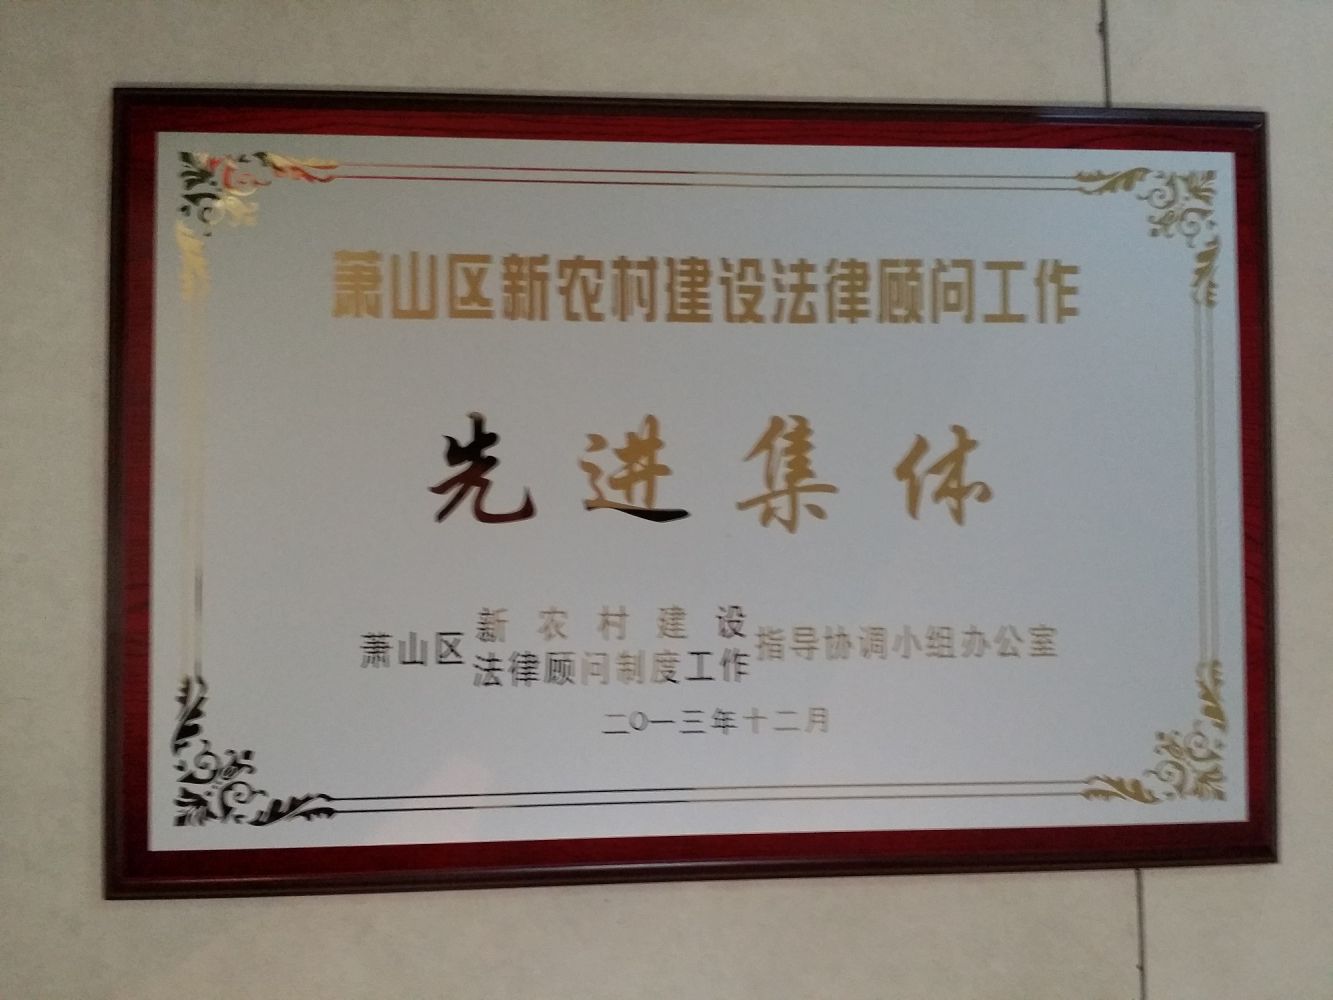 萧山区新农村建设法律顾问工作
先进集体
萧山区新农村建设法律顾问制度工作指导协调小组办公室
二〇一三年十二月